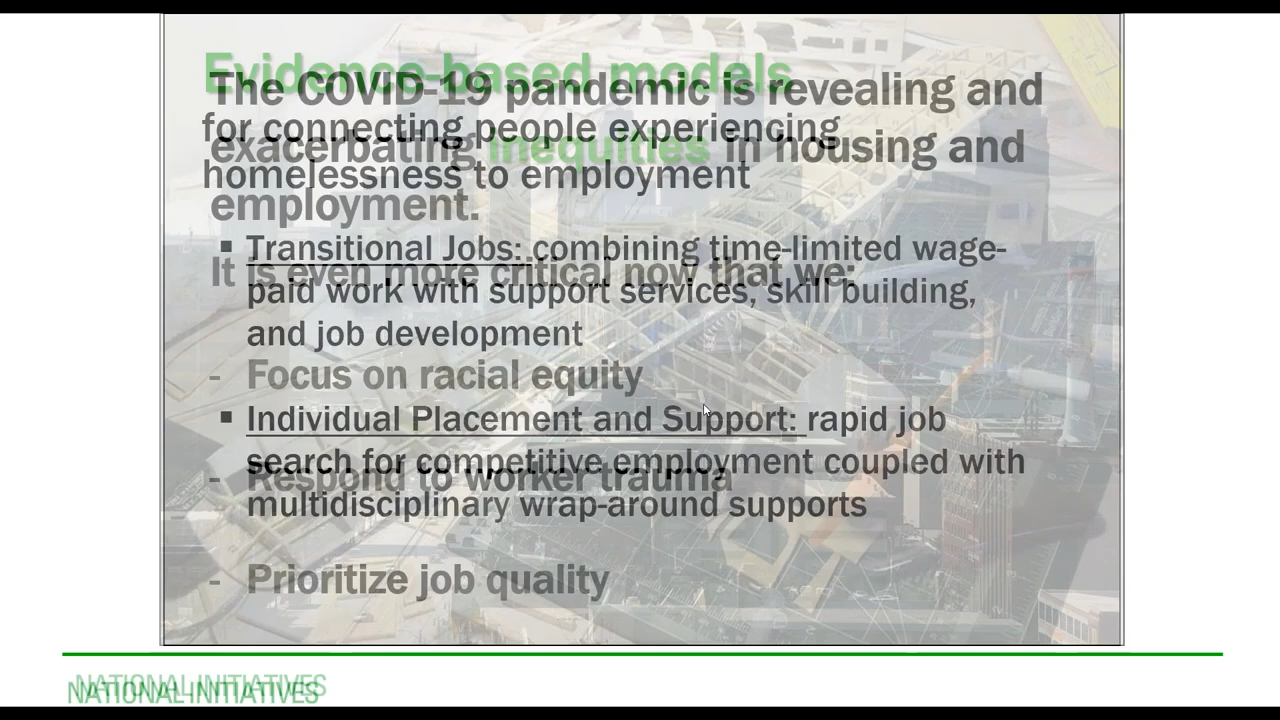 Evidence-based models
for connecting people experiencing
homelessness to employment
▪ Transitional Jobs: combining time-limited wage-
paid work with support services, skill building,
and job development
▪ Individual Placement and Support: rapid job
search for competitive employment coupled with
multidisciplinary wrap-around supports
The COVID-19 pandemic is revealing and
exacerbating inequities in housing and
employment.
It is even more critical now that we:
- Focus on racial equity
- Respond to worker trauma
- Prioritize job quality
NATIONAL INITIATIVES
NATIONAL INITIATIVES